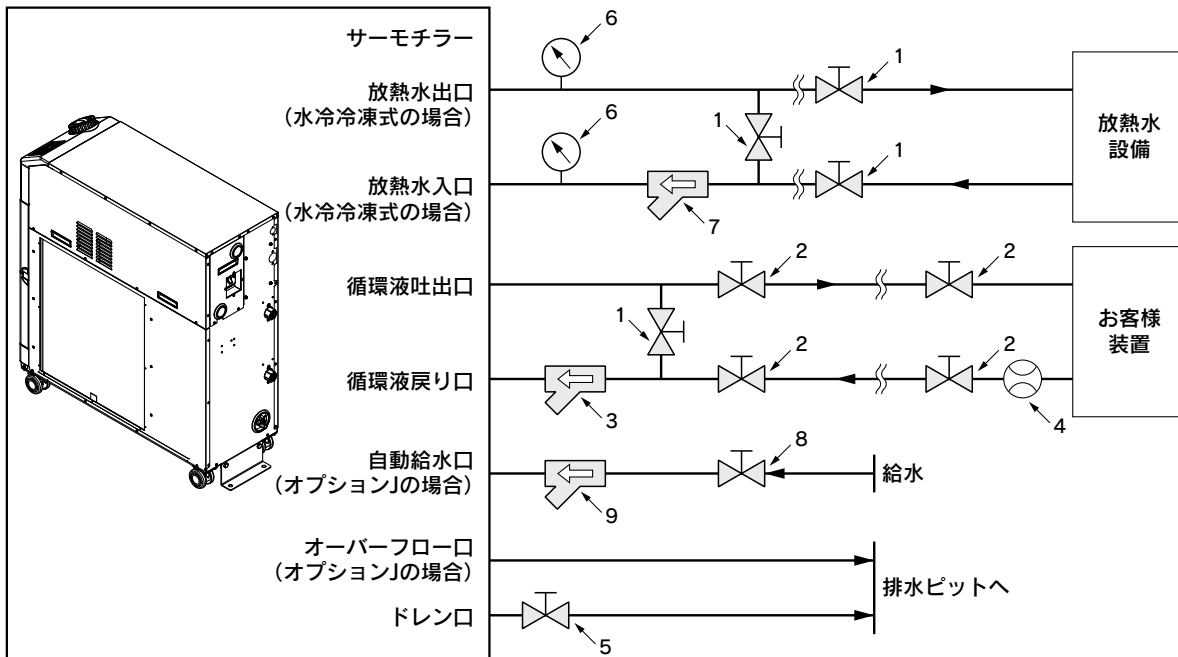 サーモチラー
放熱水出口
（水冷冷凍式の場合）
放熱水入口
（水冷冷凍式の場合）
循環液吐出口
循環液戻り口
自動給水口
（オプションJの場合）
オーバーフロー口
（オプションJの場合）
ドレン口
6
1
6
1
1
7
放熱水
設備
2
2
1
2
2
3
4
お客様
装置
8
9
給水
5
排水ピットへ